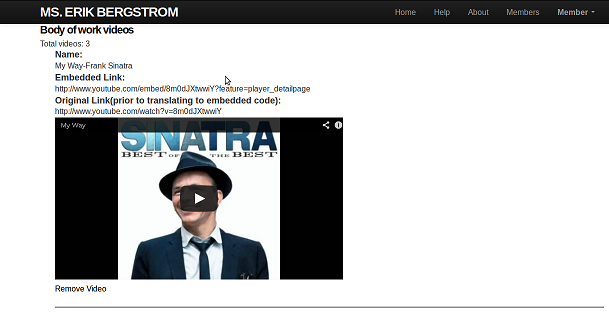 MS. ERIK BERGSTROM Home Help About Members Member
Body of work videos
Total videos: 3
Name:
My Way-Frank Sinatra
Embedded Link:
http://www.youtube.com/embed/8m0dJXtwwiY?feature=player_detailpage
Original Link(prior to translating to embedded code):
http://www.youtube.com/watch?v=8m0dJXtwwiY
My Way
SINATRA
BEST OF THE BEST
Remove Video